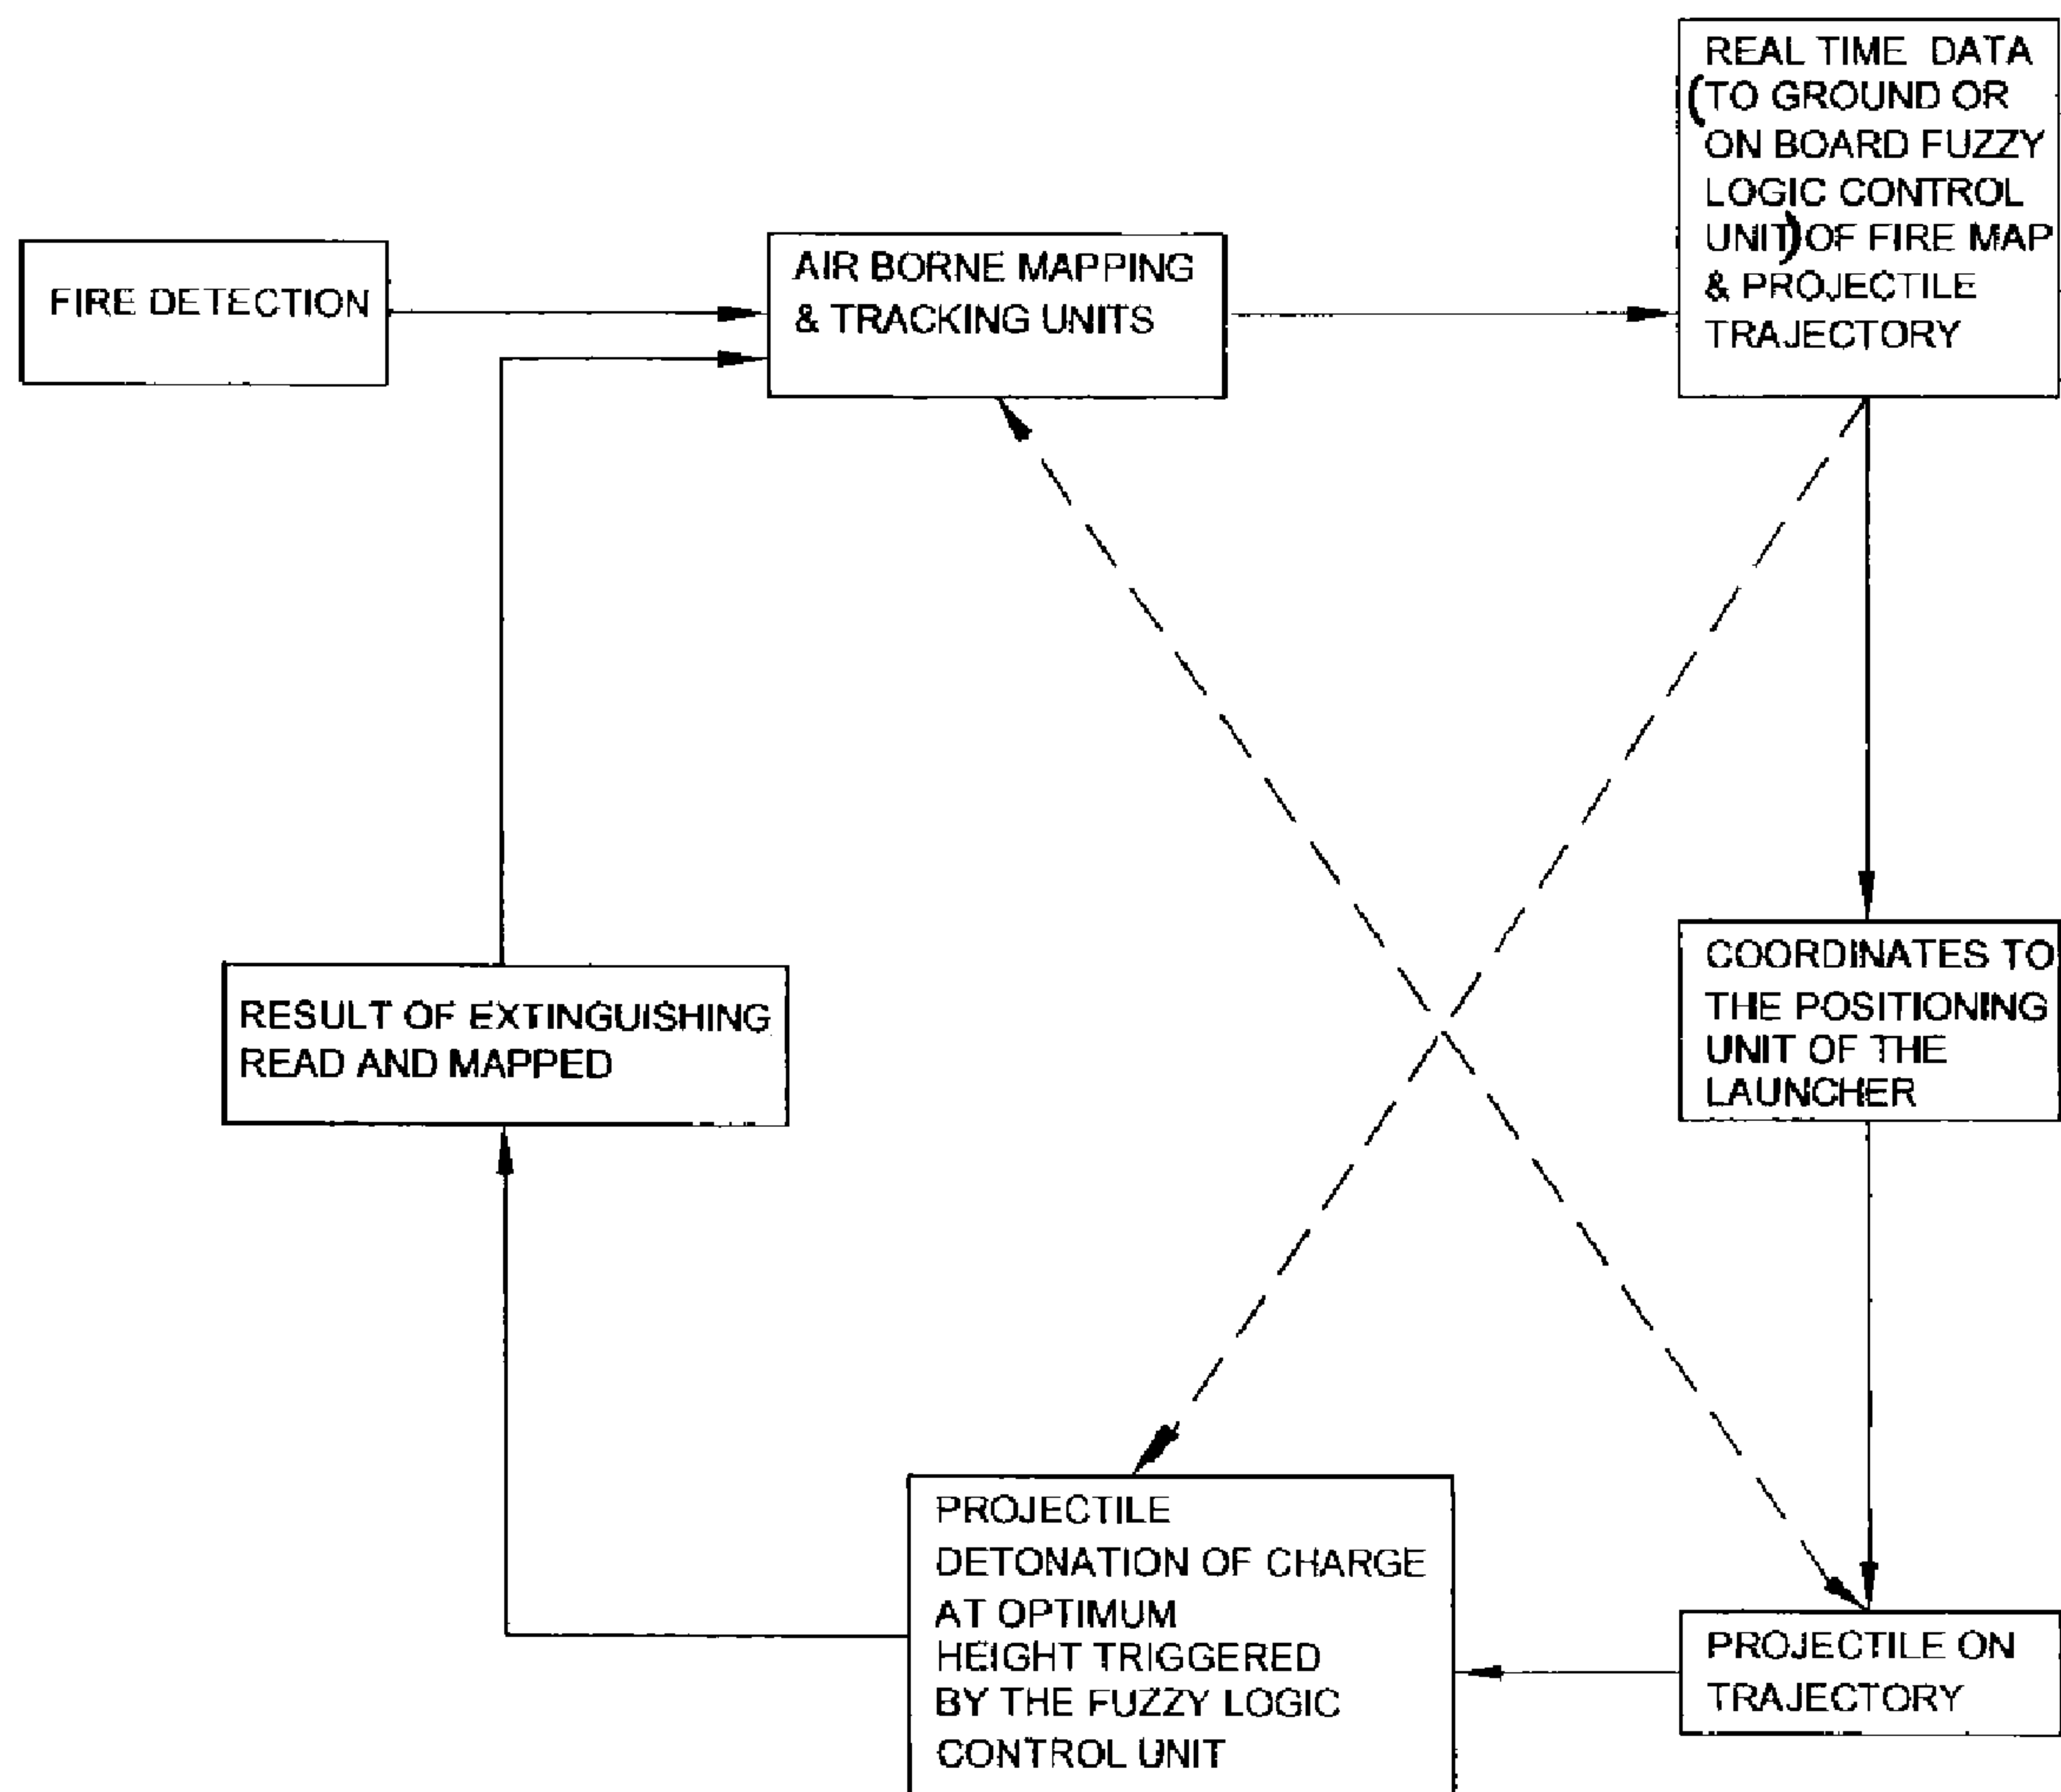 FIRE DETECTION
AIR BORNE MAPPING
& TRACKING UNITS
REAL TIME DATA
(TO GROUND OR
ON BOARD FUZZY
LOGIC CONTROL
UNIT) OF FIRE MAP
& PROJECTILE
TRAJECTORY
COORDINATES TO
THE POSITIONING
UNIT OF THE
LAUNCHER
RESULT OF EXTINGUISHING
READ AND MAPPED
PROJECTILE
DETONATION OF CHARGE
AT OPTIMUM
HEIGHT TRIGGERED
BY THE FUZZY LOGIC
CONTROL UNIT
PROJECTILE ON
TRAJECTORY